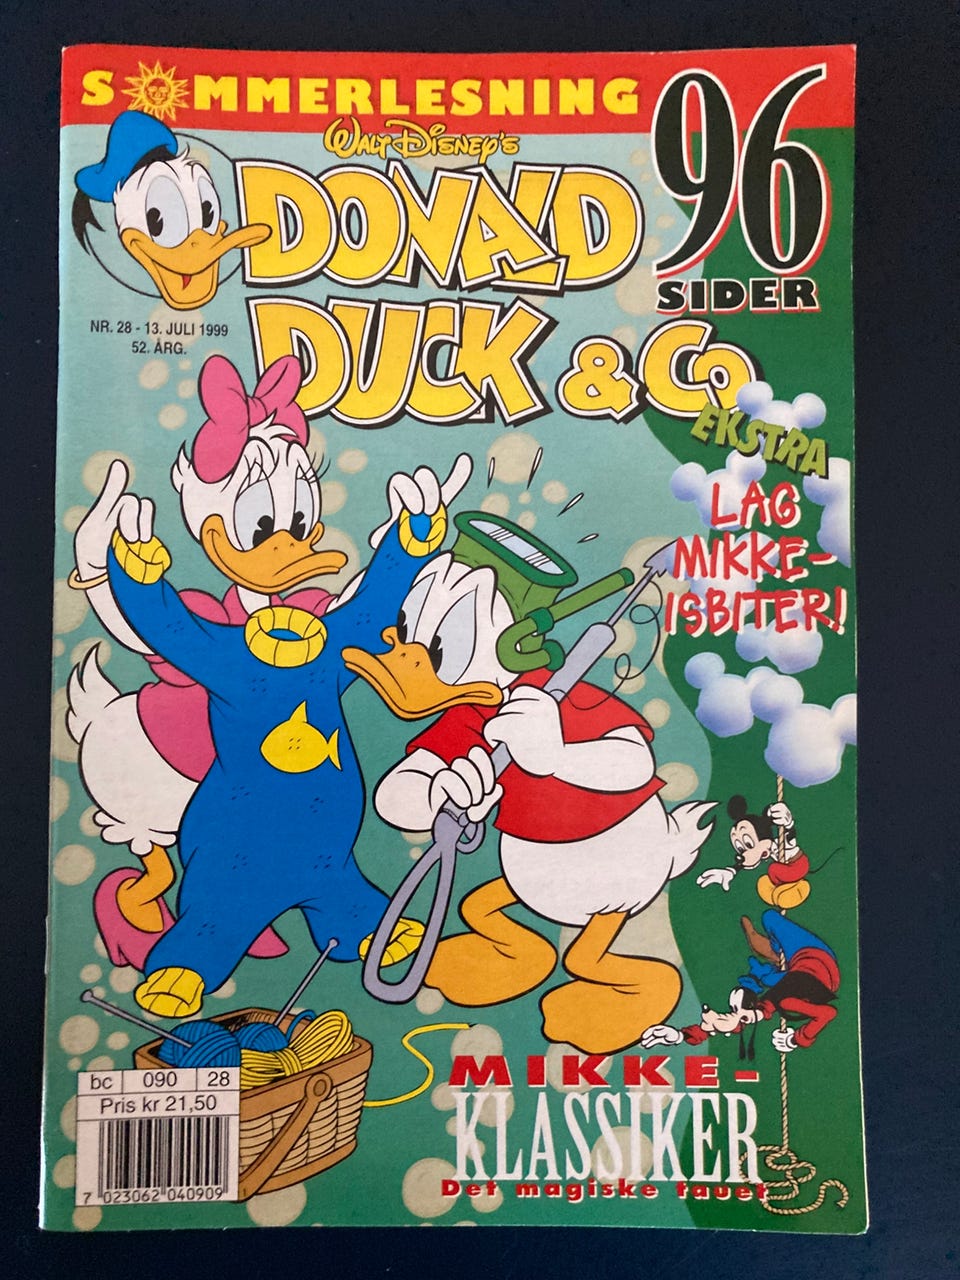 SOMMERLESNING
WALT DISNEY'S
DONALD
DUCK & CO
96
SIDER
NR. 28 - 13. JULI 1999
52. ÅRG.
EKSTRA
LAG
MIKKE-
ISBITER!
MIKKE-
KLASSIKER
Det magiske tauet
bc 090 28
Pris kr 21,50
7 023062 040909